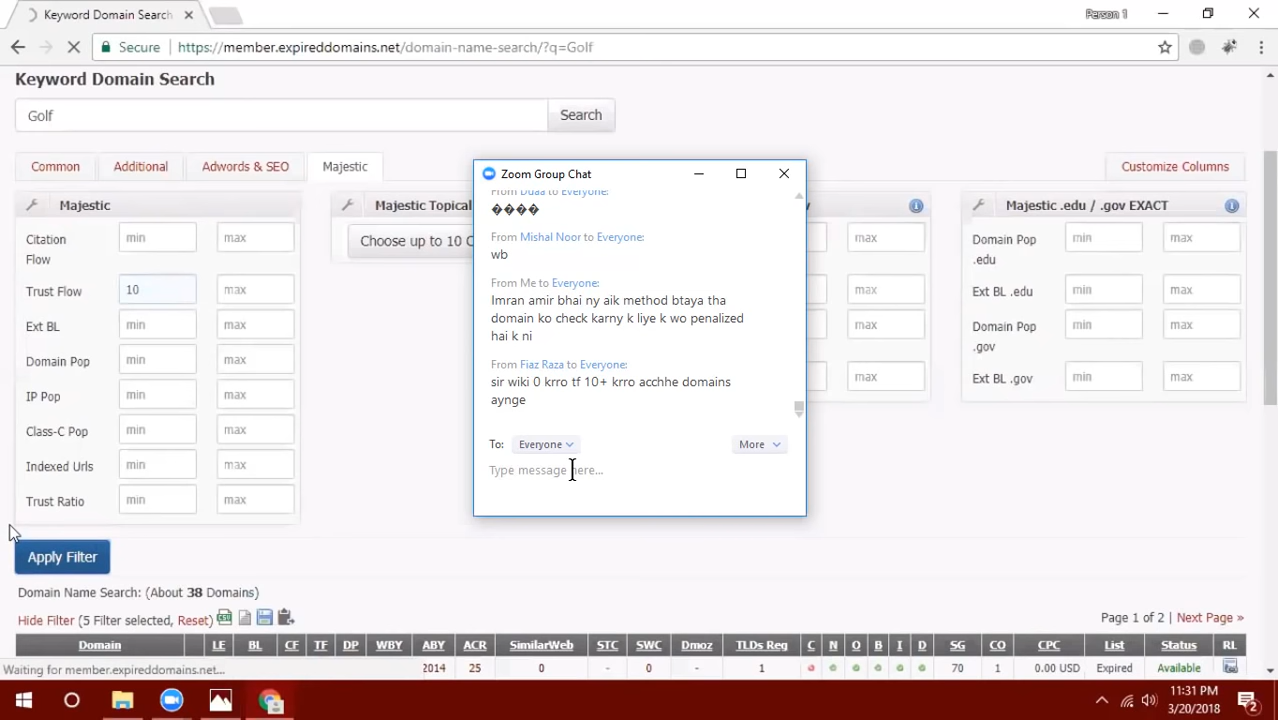 Keyword Domain Search
Person 1
Secure
https://member.expireddomains.net/domain-name-search/?q=Golf
Keyword Domain Search
Golf
Search
Common
Additional
Adwords & SEO
Majestic
Customize Columns
Majestic
Citation Flow
min
max
Trust Flow
10
max
Ext BL
min
max
Domain Pop
min
max
IP Pop
min
max
Class-C Pop
min
max
Indexed Urls
min
max
Trust Ratio
min
max
Majestic Topical
Choose up to 10 C
max
max
max
max
Majestic .edu / .gov EXACT
Domain Pop .edu
min
max
Ext BL .edu
min
max
Domain Pop .gov
min
max
Ext BL .gov
min
max
Zoom Group Chat
From Duaa to Everyone:
����
From Mishal Noor to Everyone:
wb
From Me to Everyone:
Imran amir bhai ny aik method btaya tha
domain ko check karny k liye k wo penalized
hai k ni
From Fiaz Raza to Everyone:
sir wiki 0 krro tf 10+ krro acchhe domains
aynge
To:
Everyone
More
Type message here...
Apply Filter
Domain Name Search: (About 38 Domains)
Hide Filter (5 Filter selected, Reset)
Page 1 of 2 | Next Page »
Domain LE BL CF TF DP WBY ABY ACR SimilarWeb STC SWC Dmoz TLDs Reg C N O B I D SG CO CPC List Status RL
2014 25 0 - 0 - 1 70 1 0.00 USD Expired Available
Waiting for member.expireddomains.net...
11:31 PM
3/20/2018
2